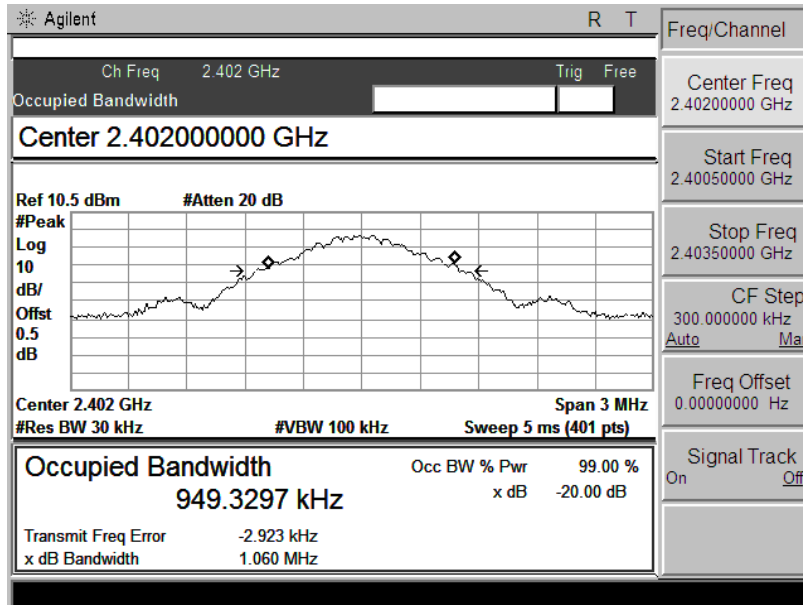 Agilent R T
Freq/Channel
Ch Freq 2.402 GHz Trig Free
Occupied Bandwidth
Center 2.402000000 GHz
Ref 10.5 dBm #Atten 20 dB
#Peak
Log
10
dB/
Offst
0.5
dB
Center 2.402 GHz Span 3 MHz
#Res BW 30 kHz #VBW 100 kHz Sweep 5 ms (401 pts)
Occupied Bandwidth
949.3297 kHz
Occ BW % Pwr 99.00 %
x dB -20.00 dB
Transmit Freq Error -2.923 kHz
x dB Bandwidth 1.060 MHz
Center Freq
2.40200000 GHz
Start Freq
2.40050000 GHz
Stop Freq
2.40350000 GHz
CF Step
300.000000 kHz
Auto Ma
Freq Offset
0.00000000 Hz
Signal Track
On Off